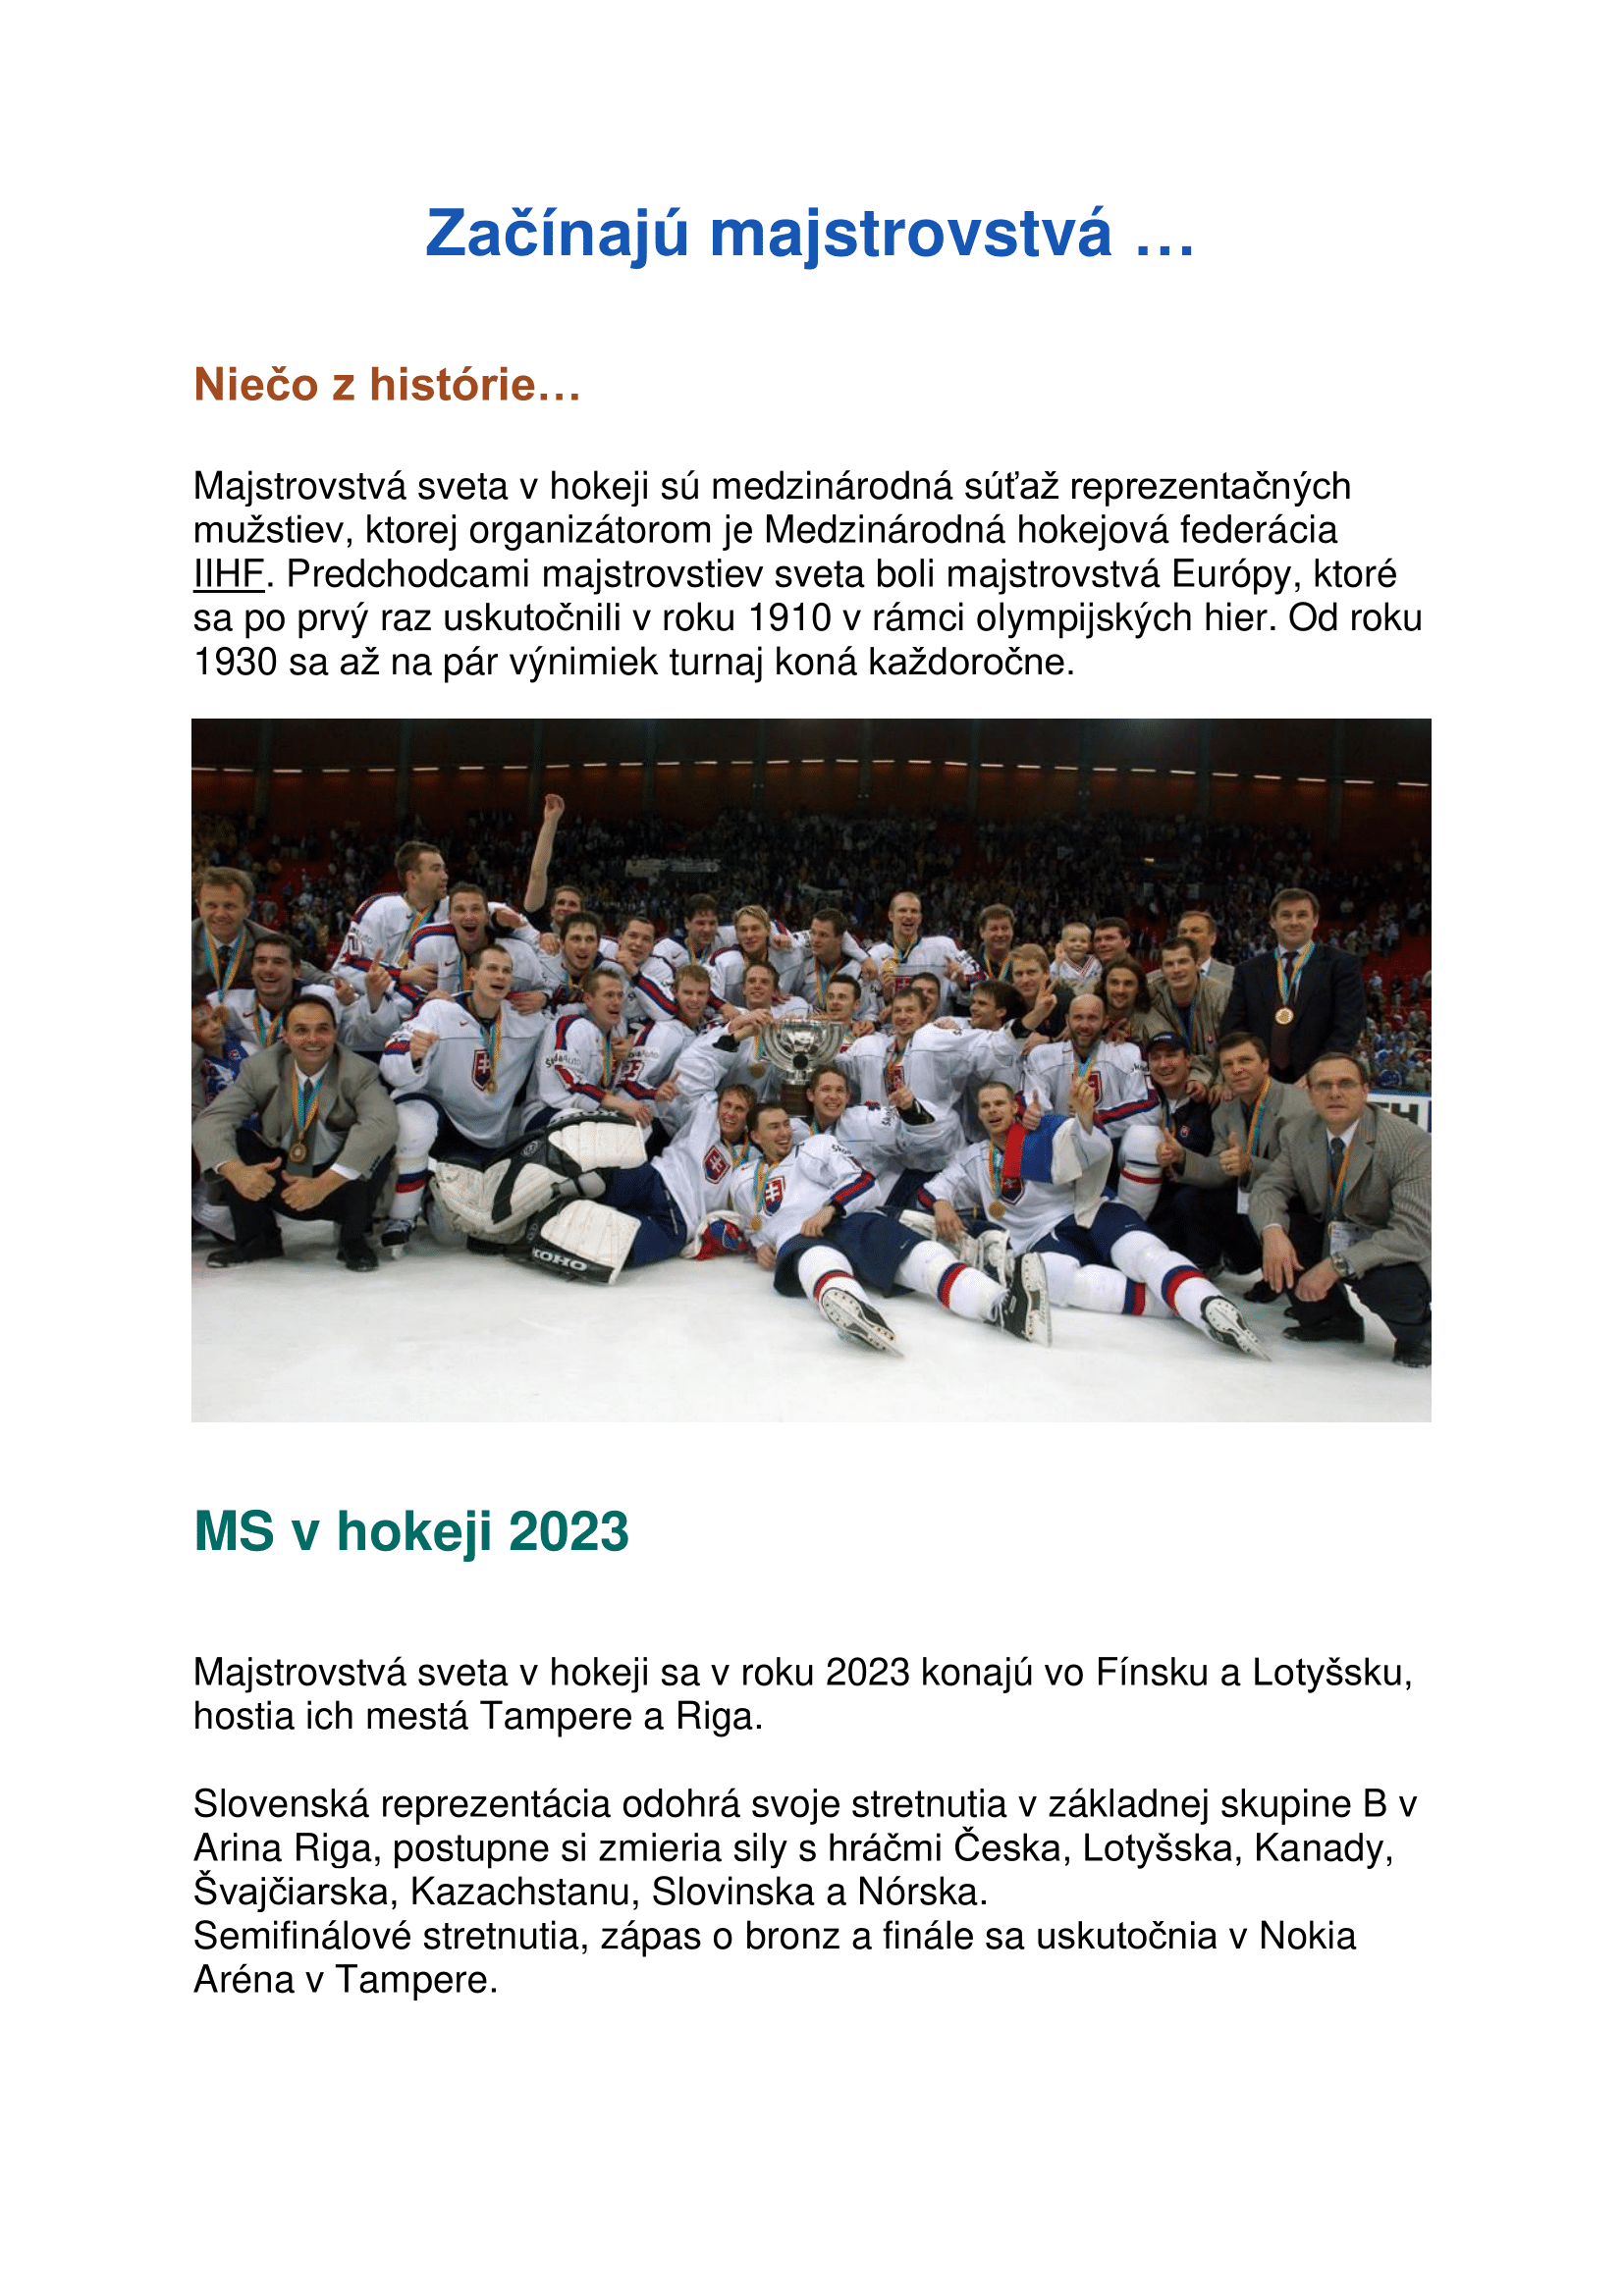 Začínajú majstrovstvá …
Niečo z histórie…
Majstrovstvá sveta v hokeji sú medzinárodná súťaž reprezentačných
mužstiev, ktorej organizátorom je Medzinárodná hokejová federácia
IIHF. Predchodcami majstrovstiev sveta boli majstrovstvá Európy, ktoré
sa po prvý raz uskutočnili v roku 1910 v rámci olympijských hier. Od roku
1930 sa až na pár výnimiek turnaj koná každoročne.
KOHO
MS v hokeji 2023
Majstrovstvá sveta v hokeji sa v roku 2023 konajú vo Fínsku a Lotyšsku,
hostia ich mestá Tampere a Riga.
Slovenská reprezentácia odohrá svoje stretnutia v základnej skupine B v
Arina Riga, postupne si zmieria sily s hráčmi Česka, Lotyšska, Kanady,
Švajčiarska, Kazachstanu, Slovinska a Nórska.
Semifinálové stretnutia, zápas o bronz a finále sa uskutočnia v Nokia
Aréna v Tampere.